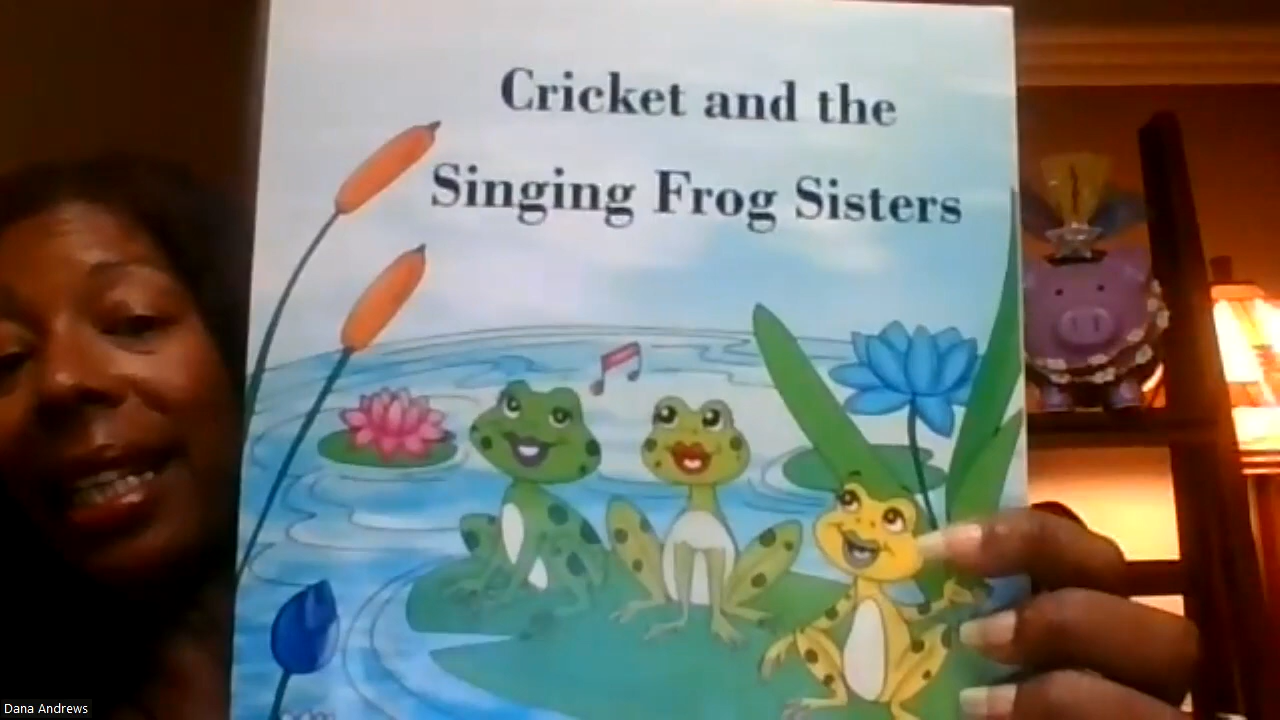 Cricket and the
Singing Frog Sisters
Dana Andrews